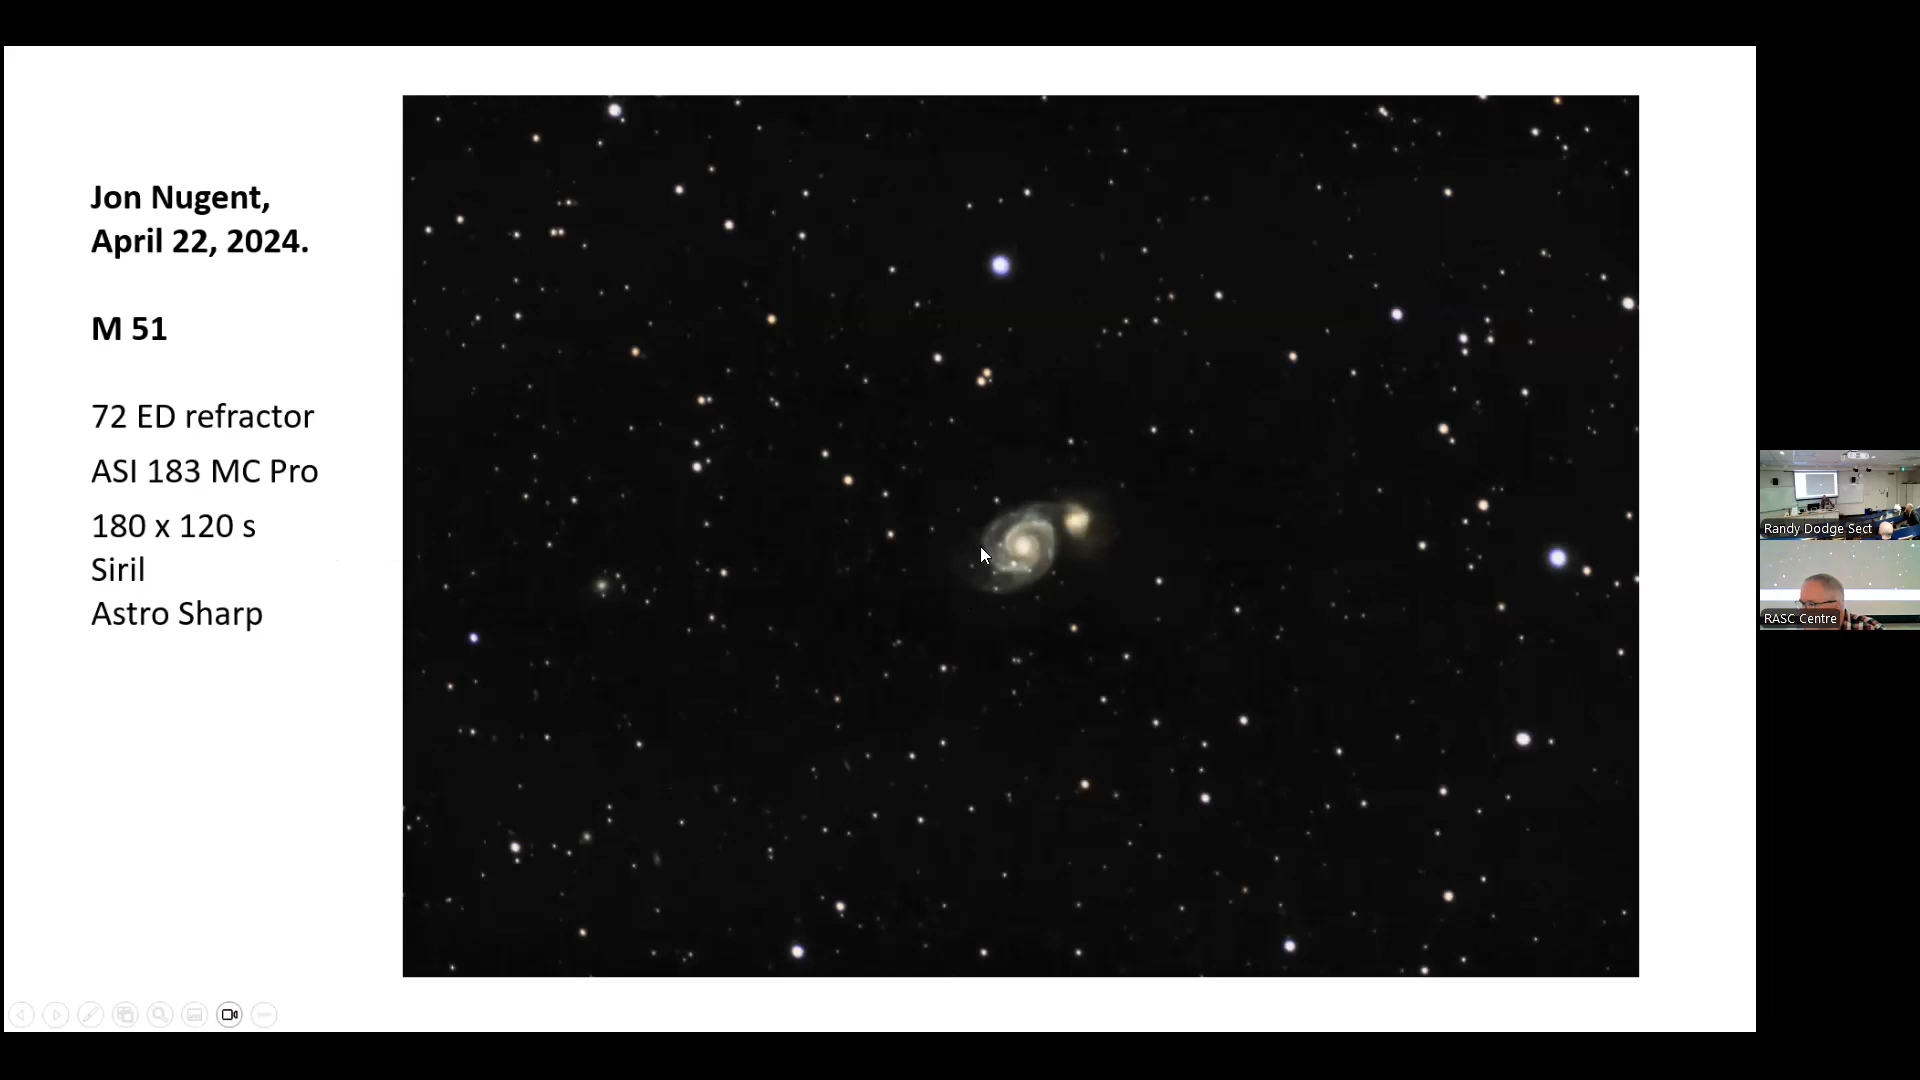 Jon Nugent,
April 22, 2024.
M 51
72 ED refractor
ASI 183 MC Pro
180 x 120 s
Siril
Astro Sharp
Randy Dodge Sect
RASC Centre